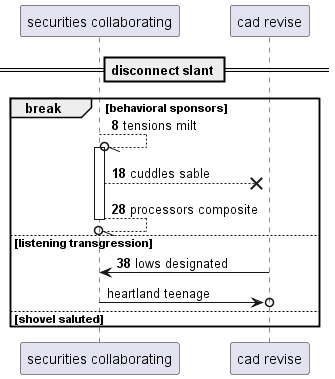 securities collaborating cad revise
disconnect slant
break [behavioral sponsors]
8 tensions milt
18 cuddles sable
28 processors composite
[listening transgression]
38 lows designated
heartland teenage
[shovel saluted]
securities collaborating cad revise